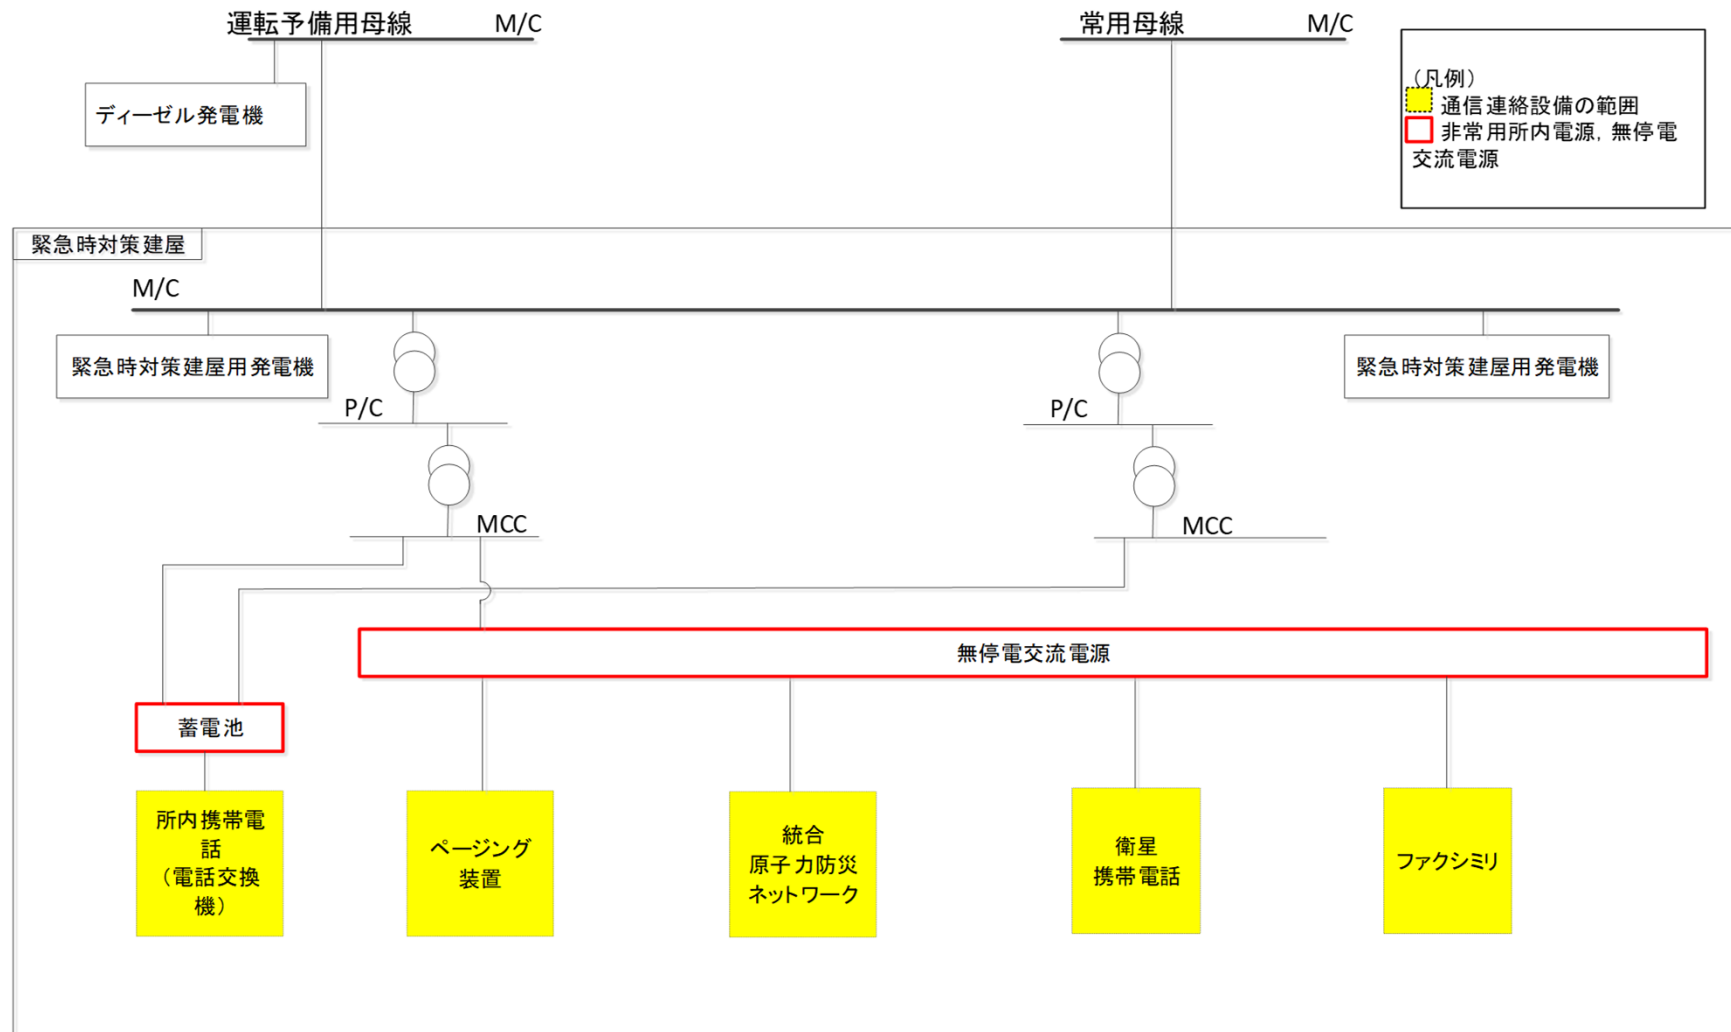 運転予備用母線 M/C
常用母線 M/C
ディーゼル発電機
(凡例)
通信連絡設備の範囲
非常用所内電源, 無停電
交流電源
緊急時対策建屋
M/C
緊急時対策建屋用発電機
緊急時対策建屋用発電機
P/C
P/C
MCC
MCC
無停電交流電源
蓄電池
所内携帯電
話
(電話交換
機)
ページング
装置
統合
原子力防災
ネットワーク
衛星
携帯電話
ファクシミリ